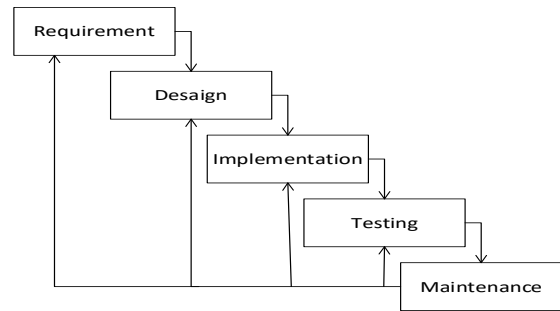 Requirement
Desaign
Implementation
Testing
Maintenance